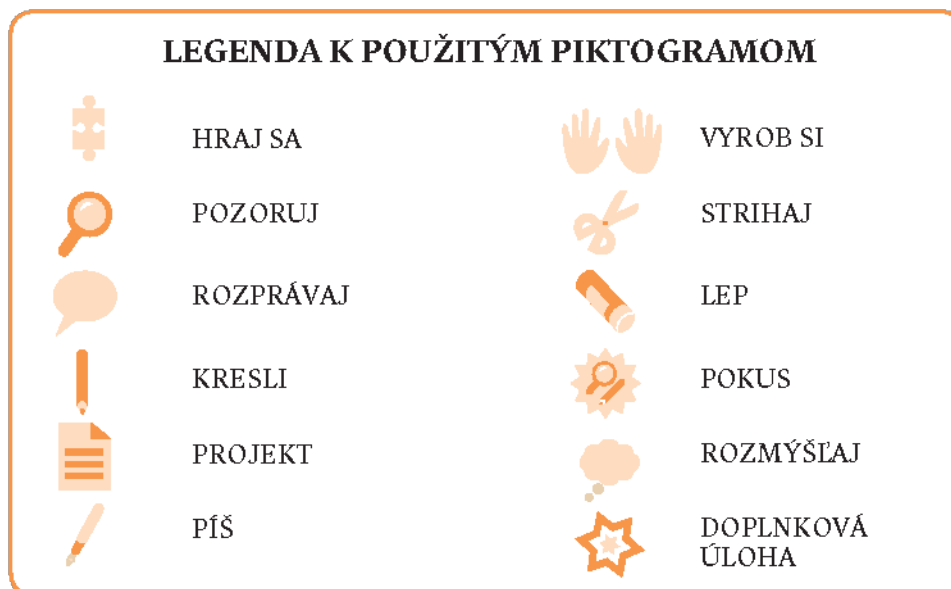 LEGENDA K POUŽITÝM PIKTOGRAMOM
HRAJ SA
POZORUJ
ROZPRÁVAJ
KRESLI
PROJEKT
PÍŠ
VYROB SI
STRIHAJ
LEP
POKUS
ROZMÝŠĽAJ
DOPLNKOVÁ
ÚLOHA